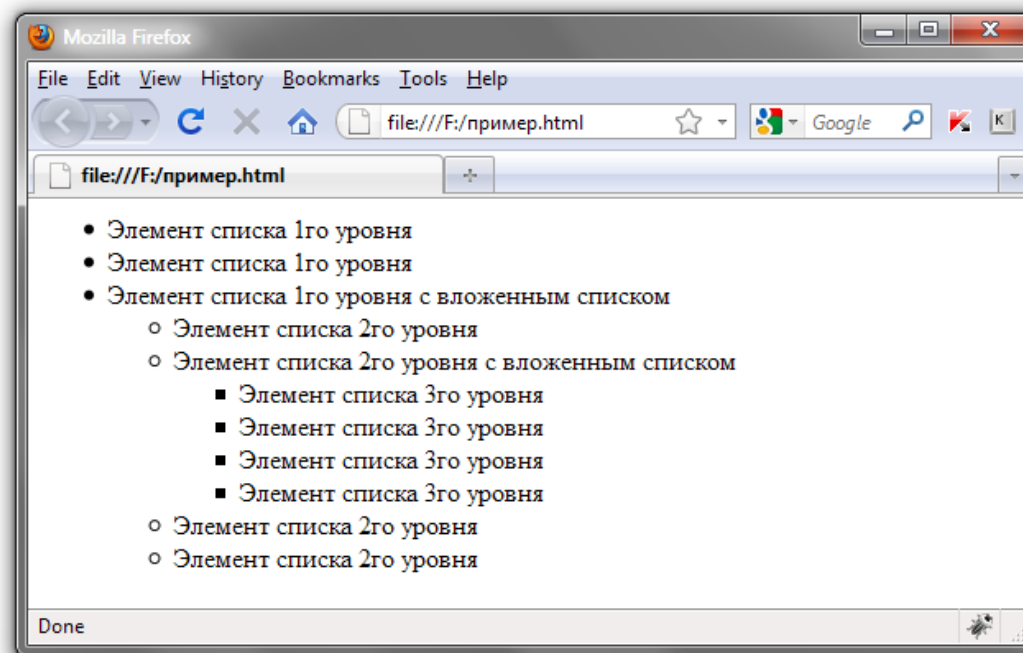 Mozilla Firefox
File Edit View History Bookmarks Tools Help
file:///F:/пример.html Google K
file:///F:/пример.html
Элемент списка 1го уровня
Элемент списка 1го уровня
Элемент списка 1го уровня с вложенным списком
Элемент списка 2го уровня
Элемент списка 2го уровня с вложенным списком
Элемент списка 3го уровня
Элемент списка 3го уровня
Элемент списка 3го уровня
Элемент списка 3го уровня
Элемент списка 2го уровня
Элемент списка 2го уровня
Done